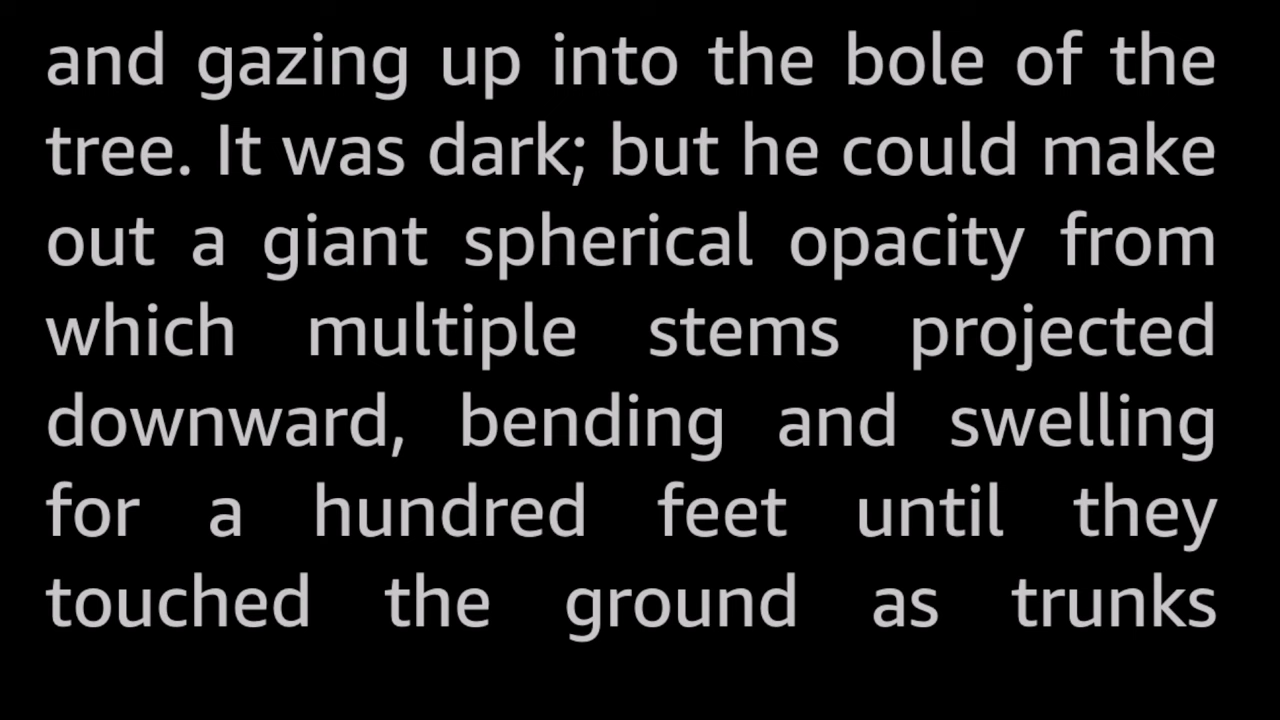 and gazing up into the bole of the
tree. It was dark; but he could make
out a giant spherical opacity from
which multiple stems projected
downward, bending and swelling
for a hundred feet until they
touched the ground as trunks